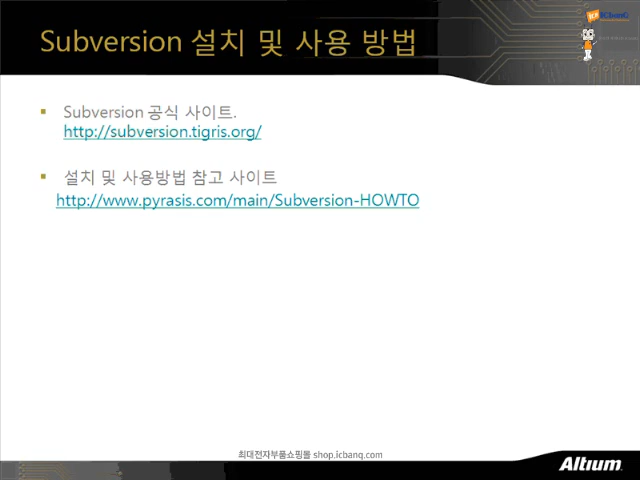 Subversion 설치 및 사용 방법
ICbanQ
Subversion 공식 사이트.
http://subversion.tigris.org/
설치 및 사용방법 참고 사이트
http://www.pyrasis.com/main/Subversion-HOWTO
최대전자부품쇼핑몰 shop.icbanq.com
Altium